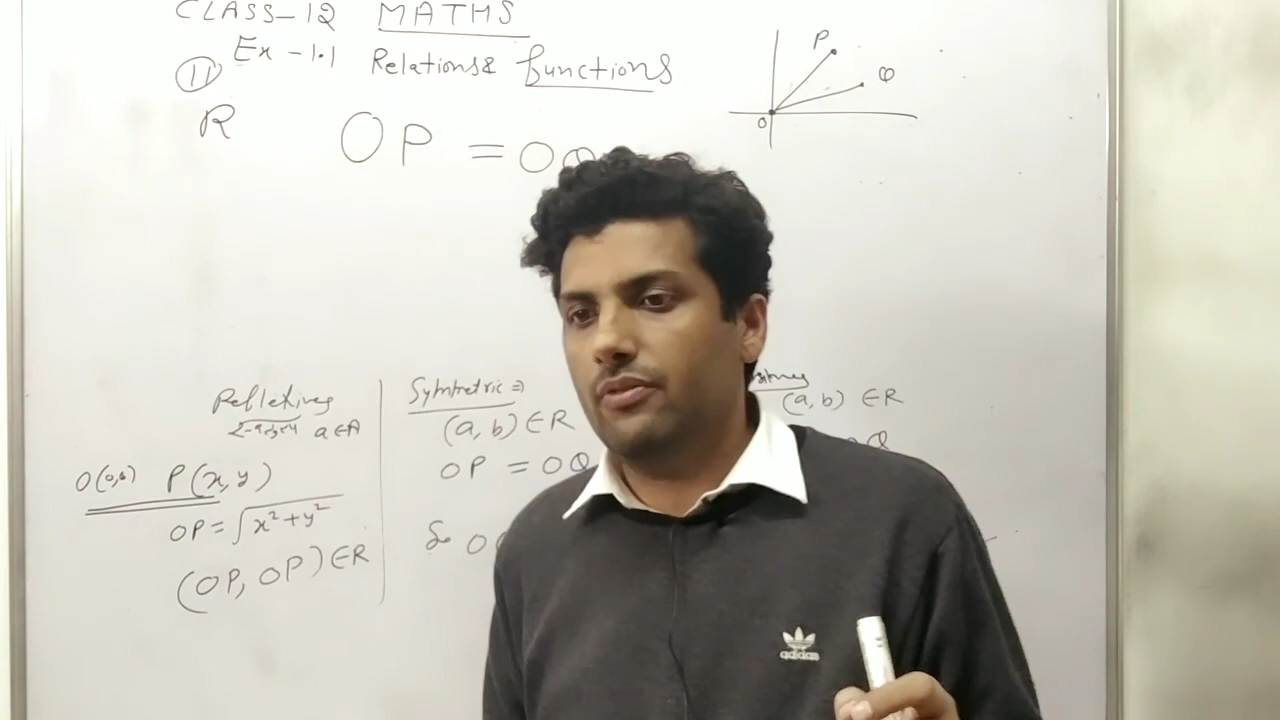 CLASS-12 MATHS
Ex-1.1 Relations & functions
11
R OP = OQ
P
Q
O
Reflexive
a ∈ A
O(0,0) P(x, y)
OP = √x²+y²
(OP, OP) ∈ R
Symmetric ⇒
(a, b) ∈ R
OP = OQ
So
(a, b) ∈ R
adidas